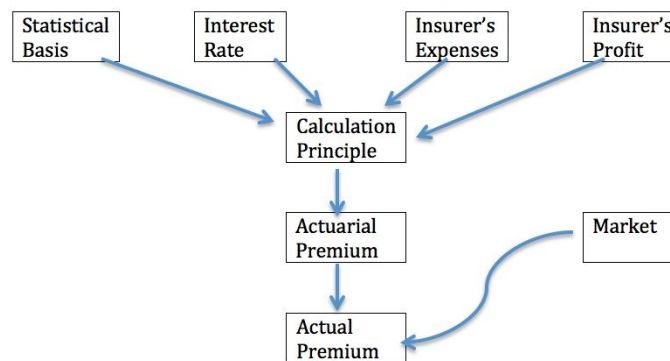 Statistical
Basis
Interest
Rate
Insurer's
Expenses
Insurer's
Profit
Calculation
Principle
Actuarial
Premium
Market
Actual
Premium